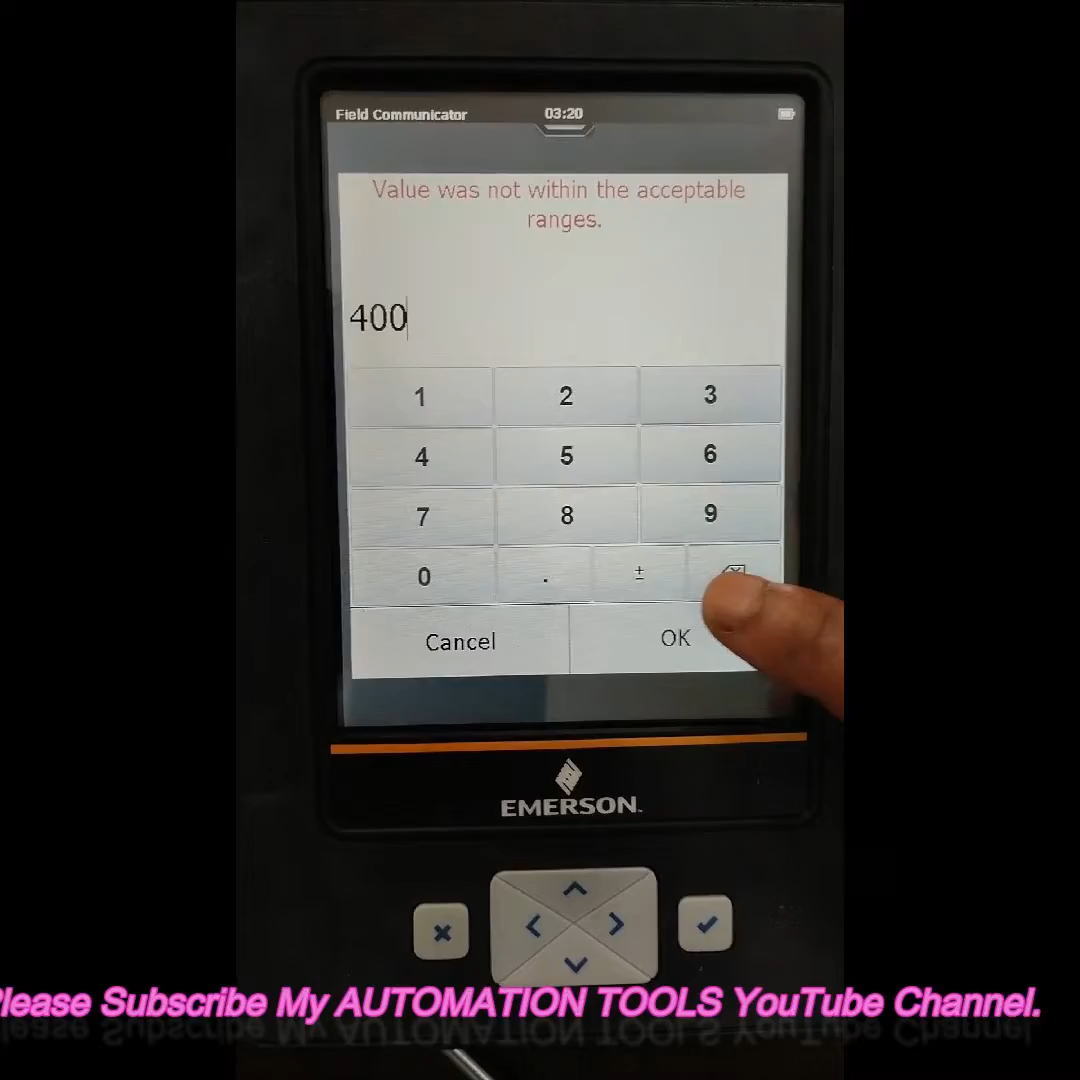 Field Communicator 03:20
Value was not within the acceptable
ranges.
400
1 2 3
4 5 6
7 8 9
0 . ±
Cancel OK
EMERSON
Please Subscribe My AUTOMATION TOOLS YouTube Channel.